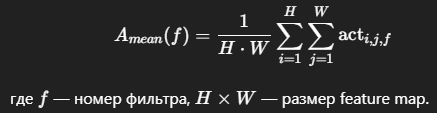 A_{mean}(f) = \frac{1}{H \cdot W} \sum_{i=1}^{H} \sum_{j=1}^{W} \text{act}_{i,j,f}
где f — номер фильтра, H × W — размер feature map.